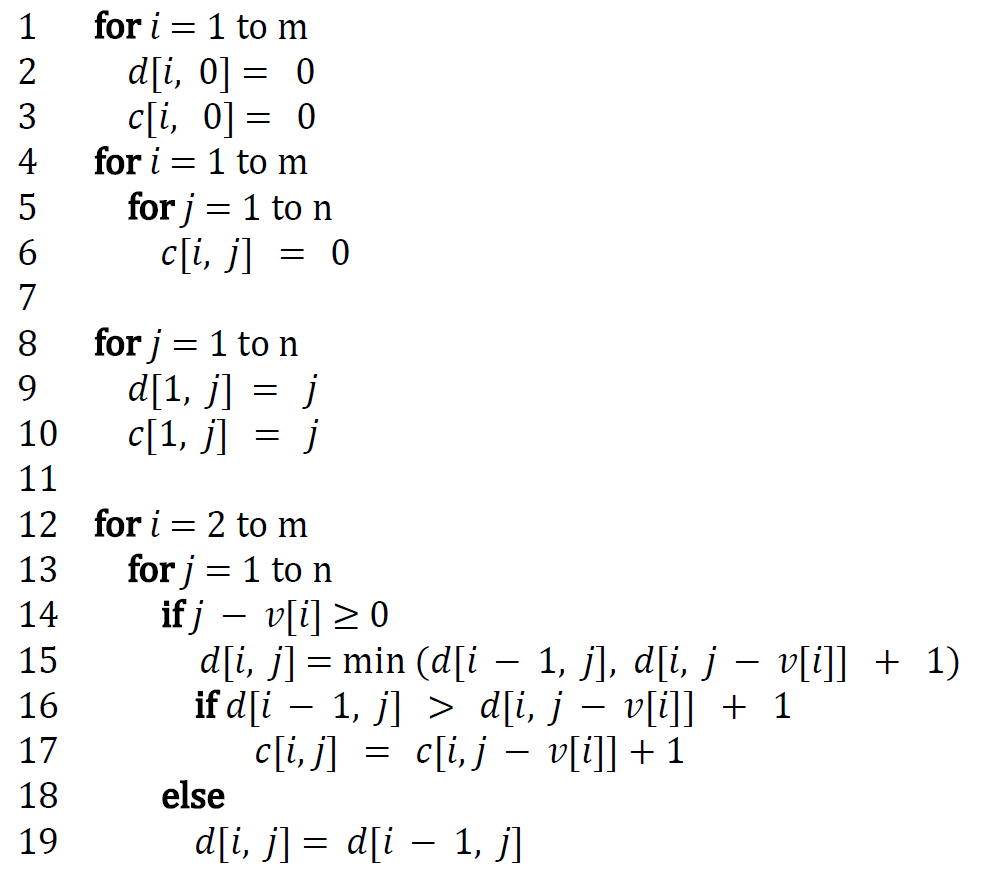 1 for i = 1 to m
2 d[i, 0] = 0
3 c[i, 0] = 0
4 for i = 1 to m
5 for j = 1 to n
6 c[i, j] = 0
7
8 for j = 1 to n
9 d[1, j] = j
10 c[1, j] = j
11
12 for i = 2 to m
13 for j = 1 to n
14 if j − v[i] ≥ 0
15 d[i, j] = min (d[i − 1, j], d[i, j − v[i]] + 1)
16 if d[i − 1, j] > d[i, j − v[i]] + 1
17 c[i, j] = c[i, j − v[i]] + 1
18 else
19 d[i, j] = d[i − 1, j]